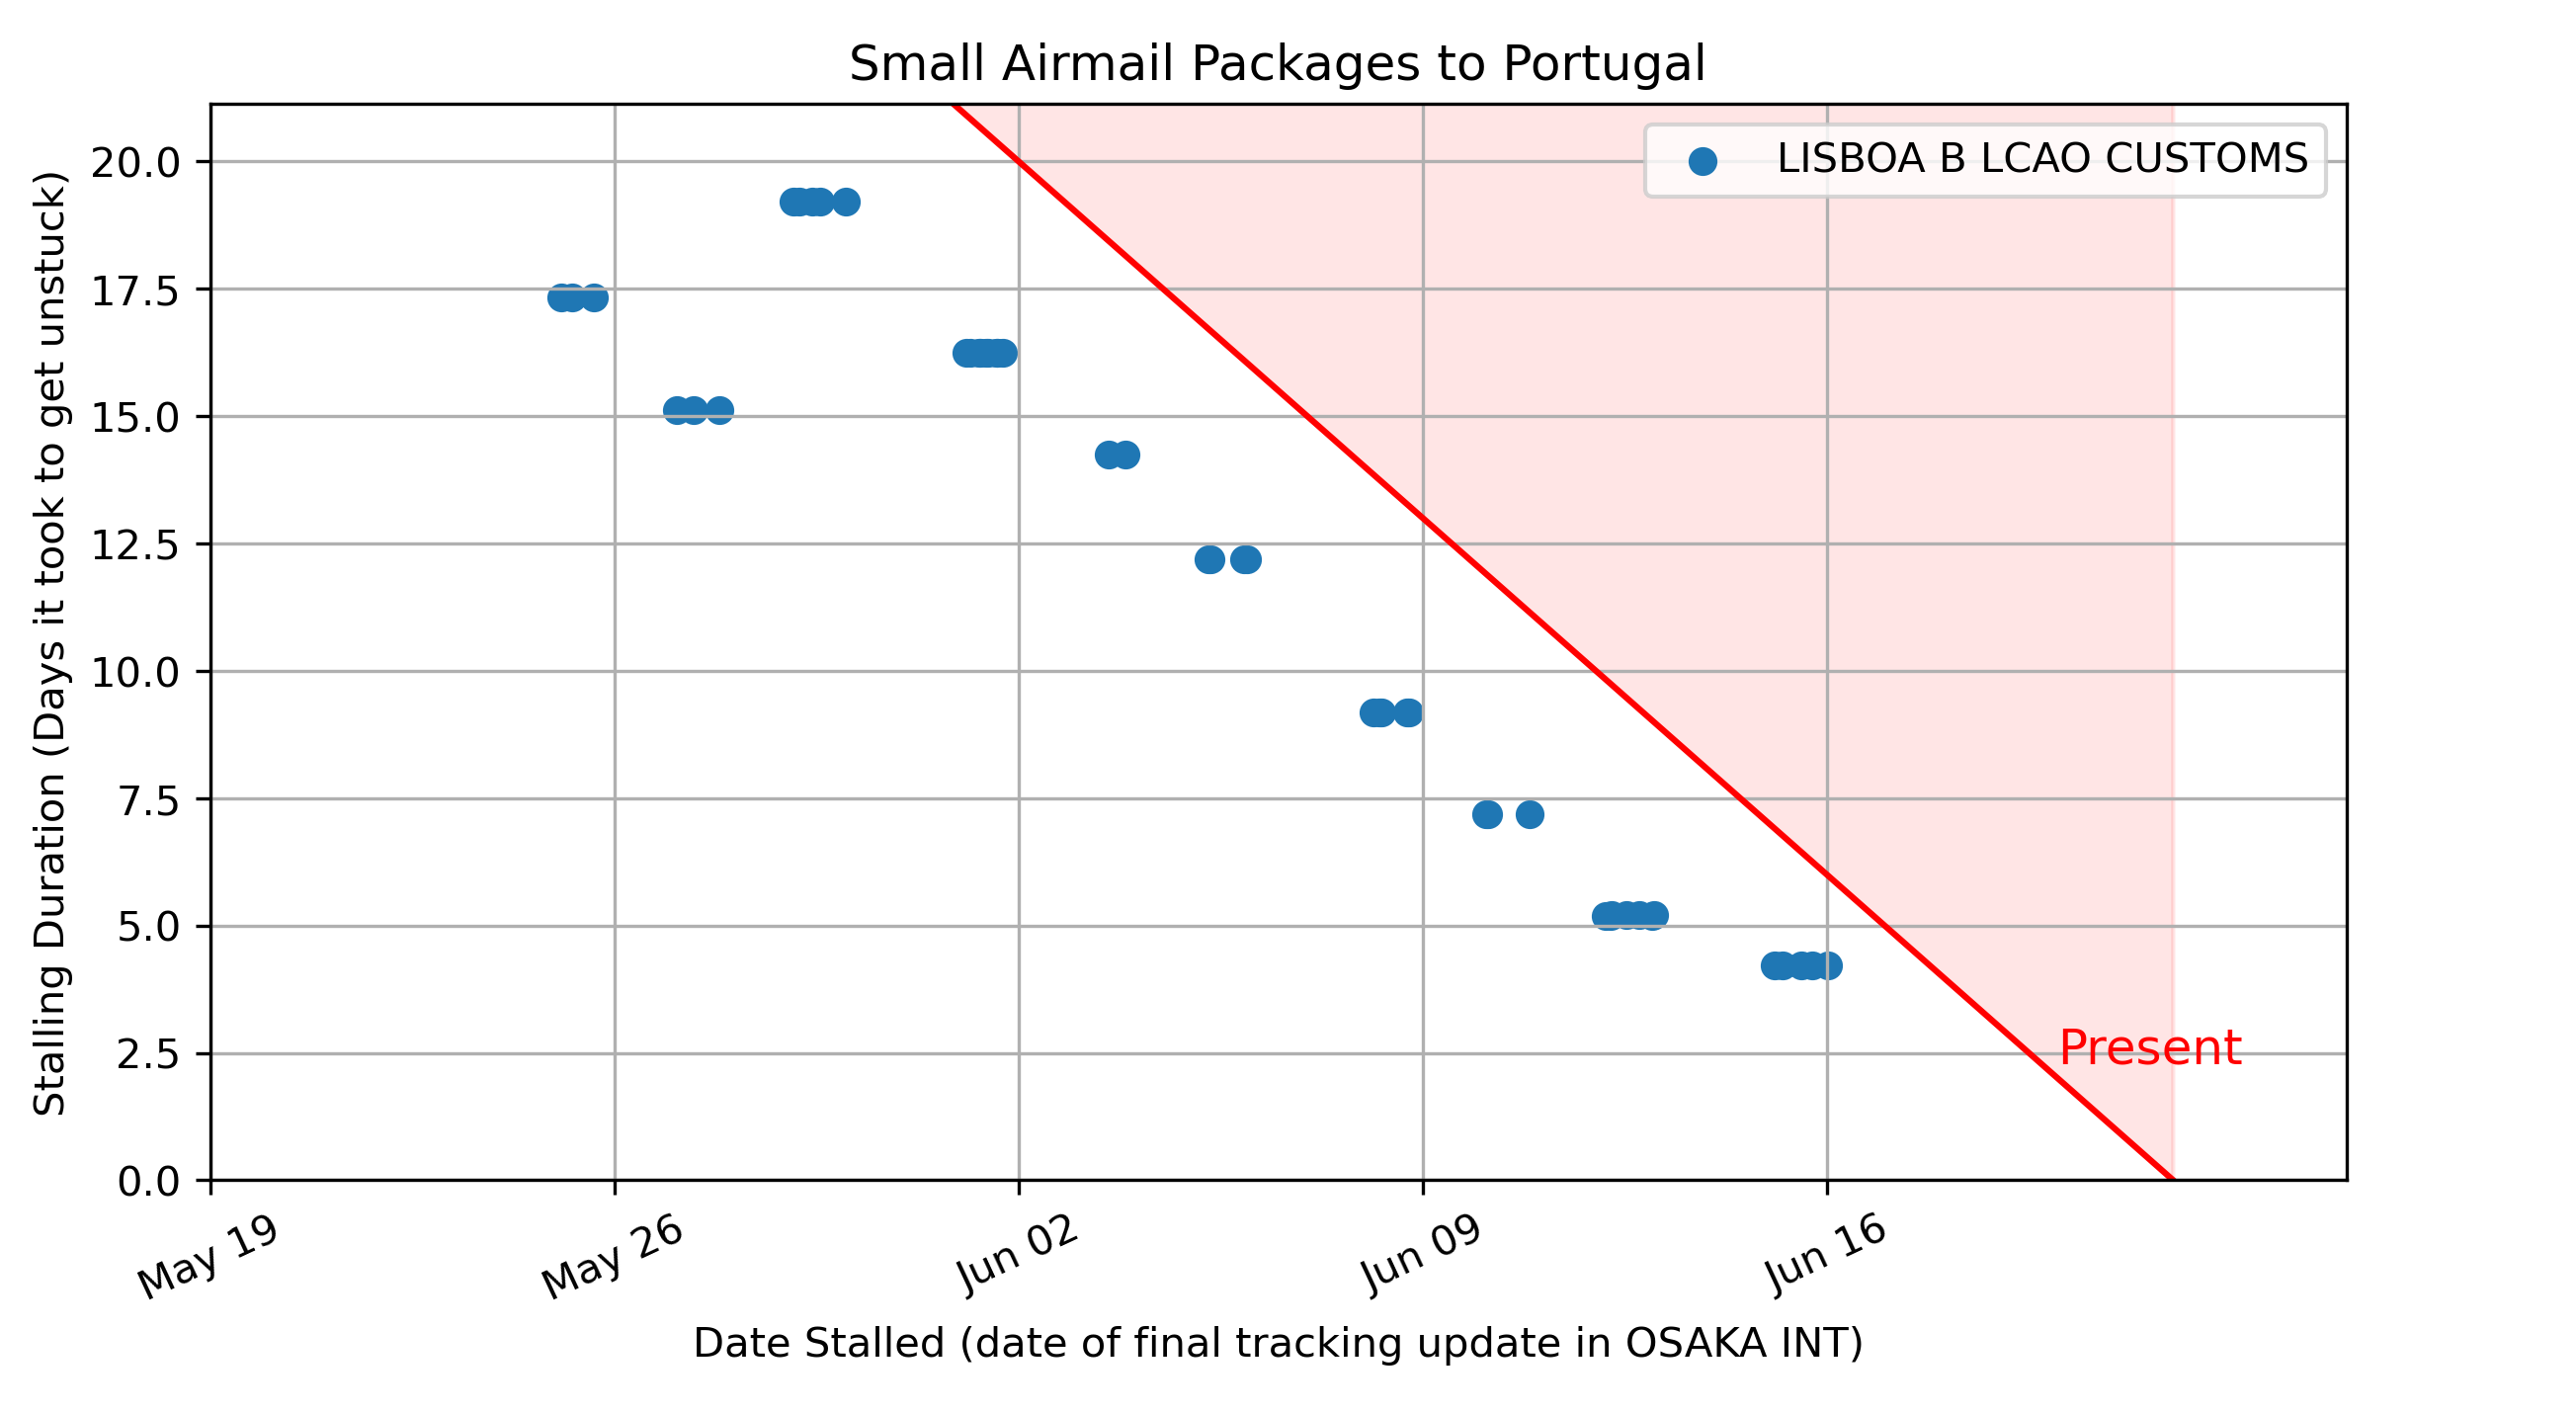 Small Airmail Packages to Portugal
LISBOA B LCAO CUSTOMS
Stalling Duration (Days it took to get unstuck)
20.0
17.5
15.0
12.5
10.0
7.5
5.0
2.5
0.0
Present
May 19
May 26
Jun 02
Jun 09
Jun 16
Date Stalled (date of final tracking update in OSAKA INT)